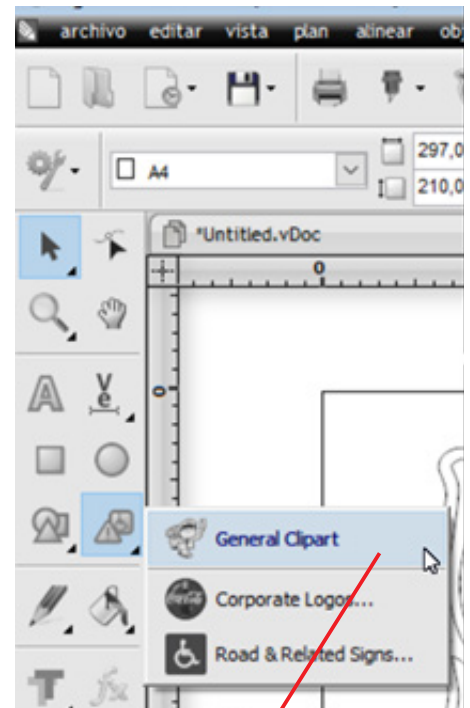 archivo editar vista plan alinear obj
A4
297,0
210,0
*Untitled.vDoc
0
0
General Clipart
Corporate Logos...
Road & Related Signs...